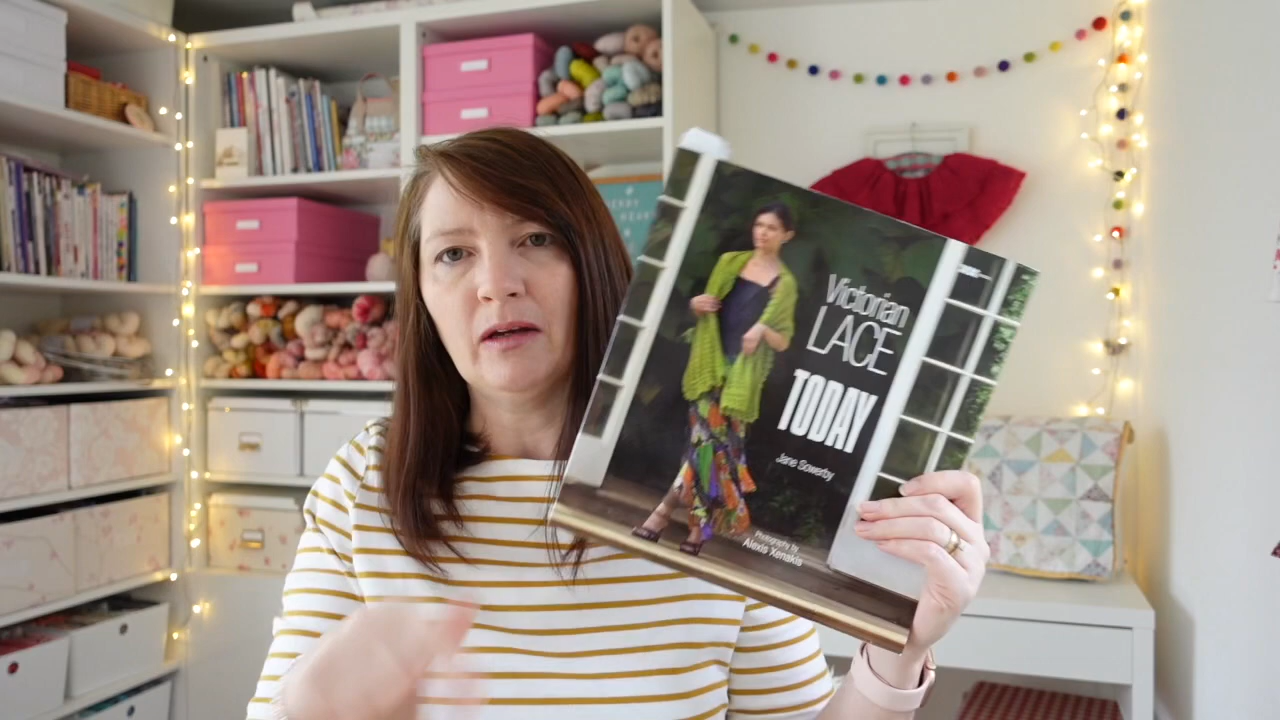 Victorian
LACE
TODAY
Jane Sowerby
Photography by
Alexis Xenakis